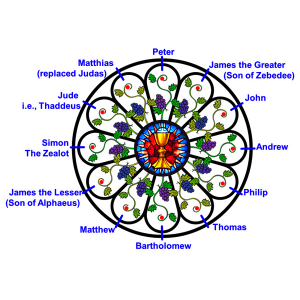 Peter
James the Greater
(Son of Zebedee)
John
Andrew
Philip
Thomas
Bartholomew
Matthew
James the Lesser
(Son of Alphaeus)
Simon
The Zealot
Jude
i.e., Thaddeus
Matthias
(replaced Judas)